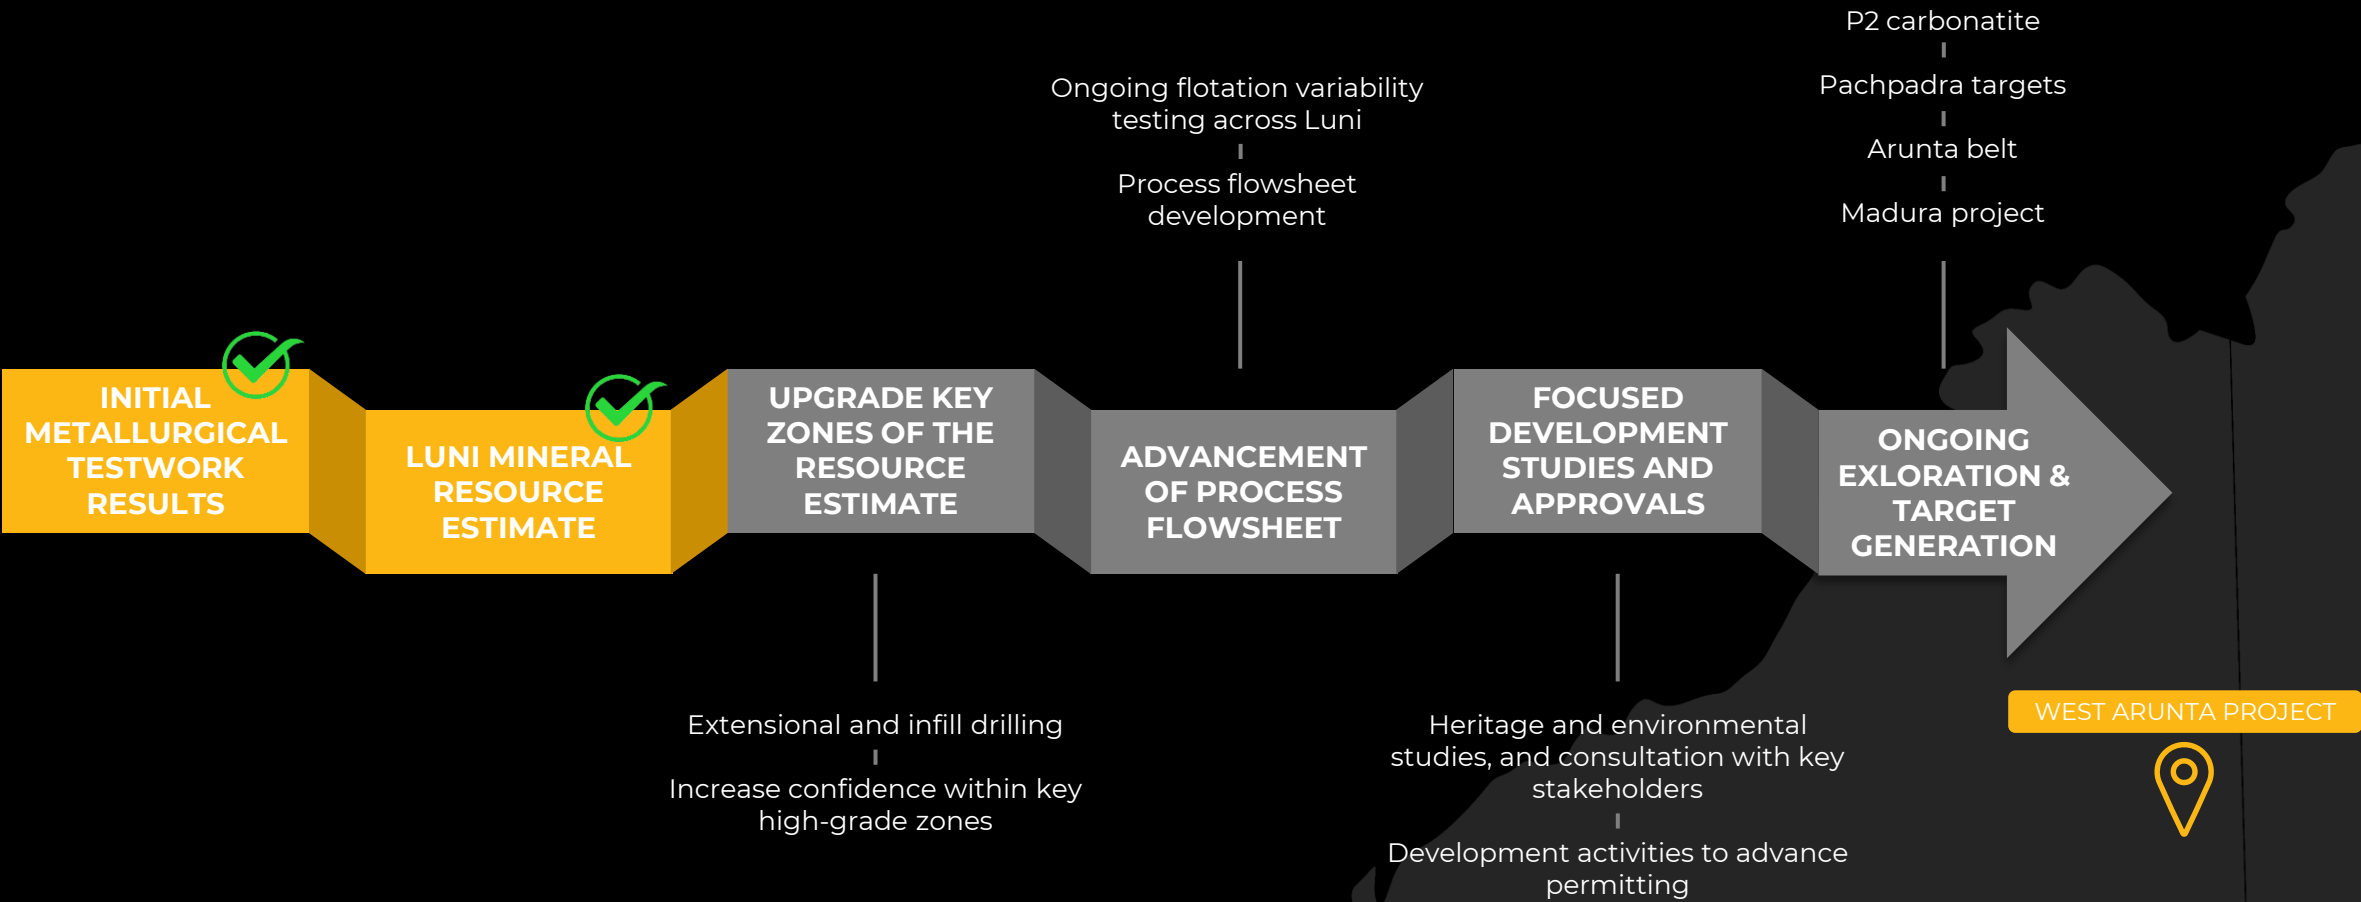 P2 carbonatite
Pachpadra targets
Arunta belt
Madura project
Ongoing flotation variability
testing across Luni
Process flowsheet
development
INITIAL
METALLURGICAL
TESTWORK
RESULTS
LUNI MINERAL
RESOURCE
ESTIMATE
UPGRADE KEY
ZONES OF THE
RESOURCE
ESTIMATE
ADVANCEMENT
OF PROCESS
FLOWSHEET
FOCUSED
DEVELOPMENT
STUDIES AND
APPROVALS
ONGOING
EXLORATION &
TARGET
GENERATION
Extensional and infill drilling
Increase confidence within key
high-grade zones
Heritage and environmental
studies, and consultation with key
stakeholders
Development activities to advance
permitting
WEST ARUNTA PROJECT